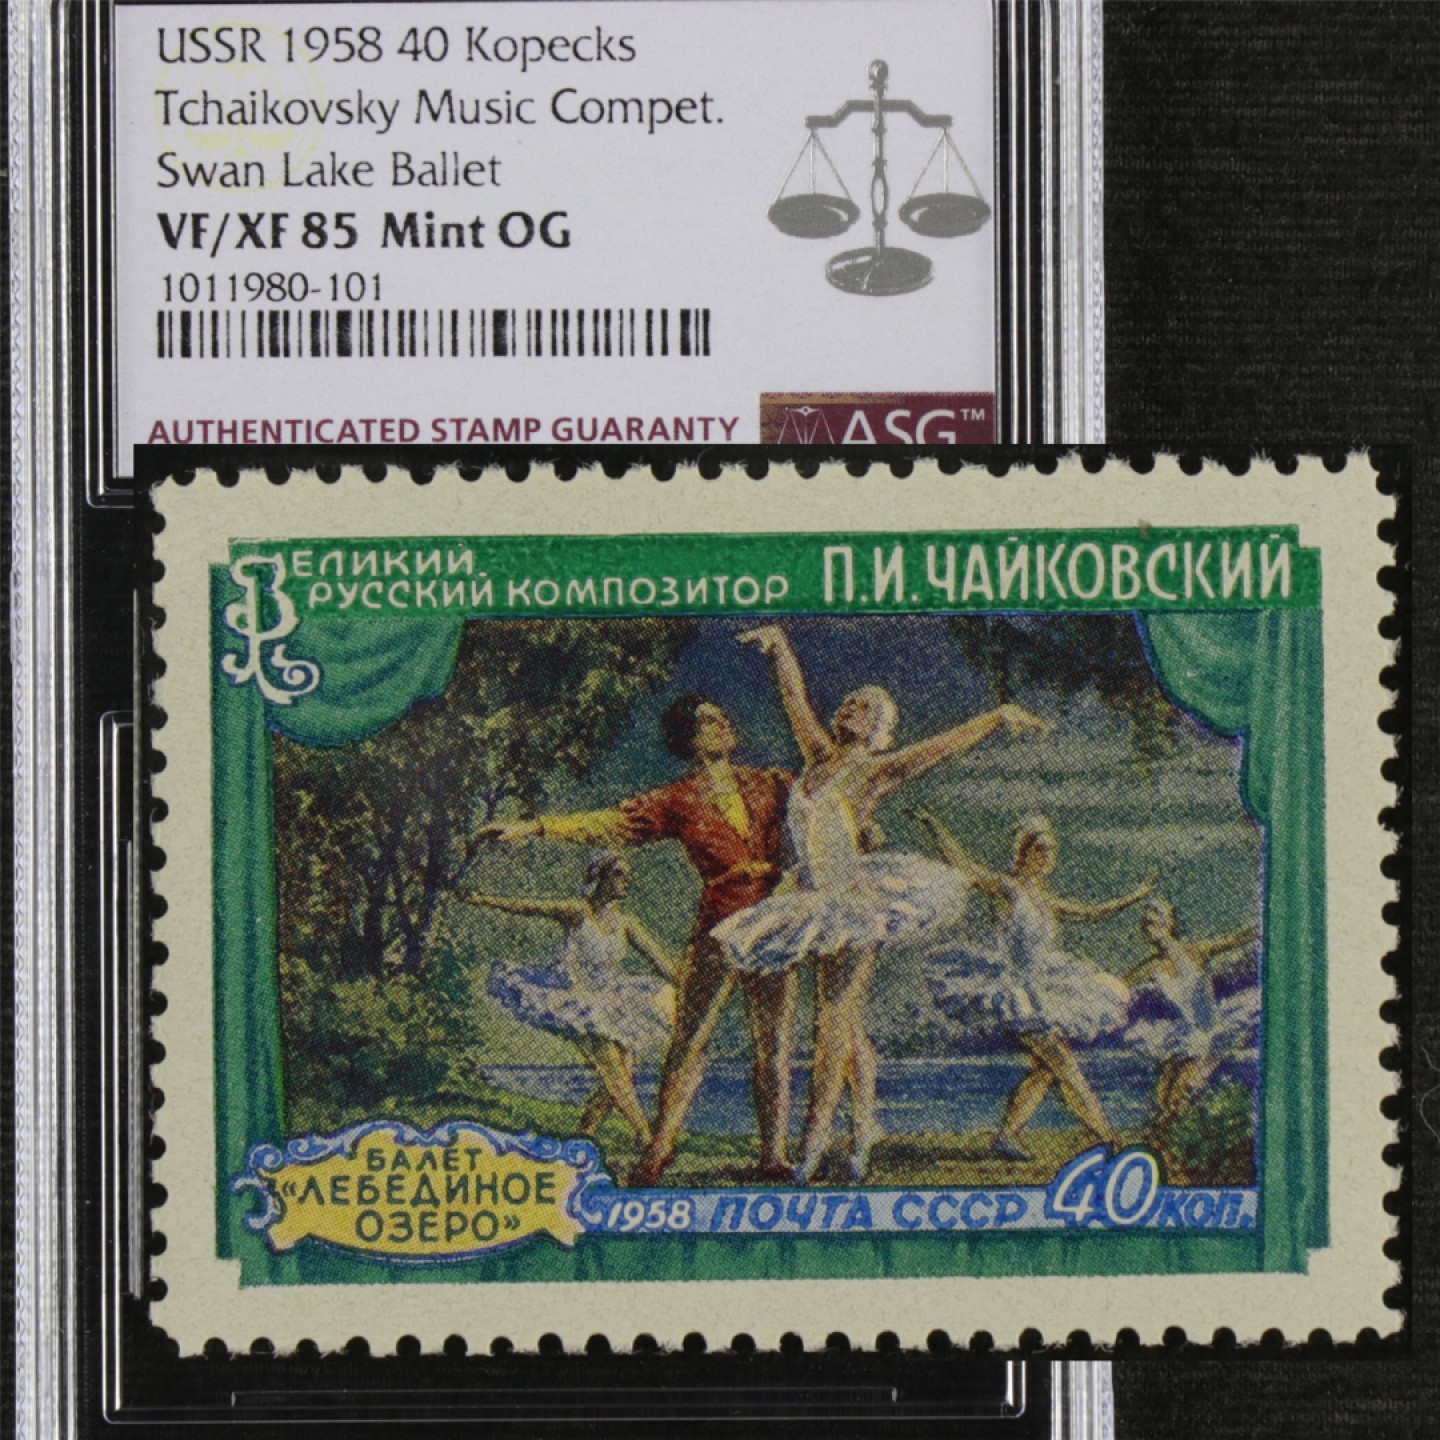 USSR 1958 40 Kopecks
Tchaikovsky Music Compet.
Swan Lake Ballet
VF/XF 85 Mint OG
1011980-101
AUTHENTICATED STAMP GUARANTY
ASG™
ВЕЛИКИЙ
РУССКИЙ КОМПОЗИТОР П.И. ЧАЙКОВСКИЙ
БАЛЕТ
«ЛЕБЕДИНОЕ
ОЗЕРО»
1958 ПОЧТА СССР 40 КОП.